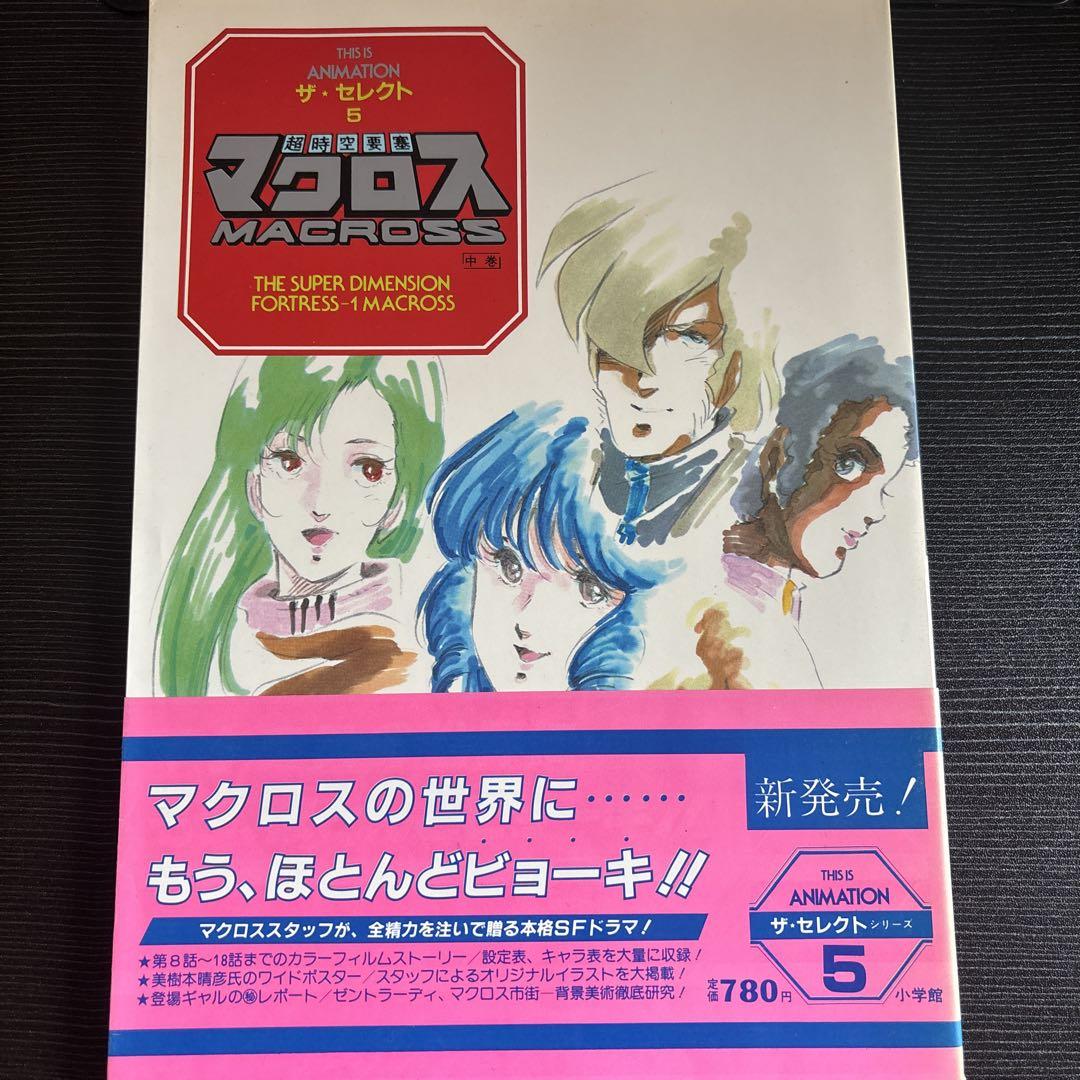 THIS IS
ANIMATION
ザ★セレクト
5
超時空要塞
マクロス
MACROSS
中巻
THE SUPER DIMENSION
FORTRESS-1 MACROSS
マクロスの世界に……
もう、ほとんどビョーキ!!
新発売!
マクロススタッフが、全精力を注いで贈る本格SFドラマ!
★第8話〜18話までのカラーフィルムストーリー/設定表、キャラ表を大量に収録!
★美樹本晴彦氏のワイドポスター/スタッフによるオリジナルイラストを大掲載!
★登場ギャルの㊙レポート/ゼントラーディ、マクロス市街—背景美術徹底研究!
THIS IS
ANIMATION
ザ・セレクトシリーズ
5
定価780円
小学館